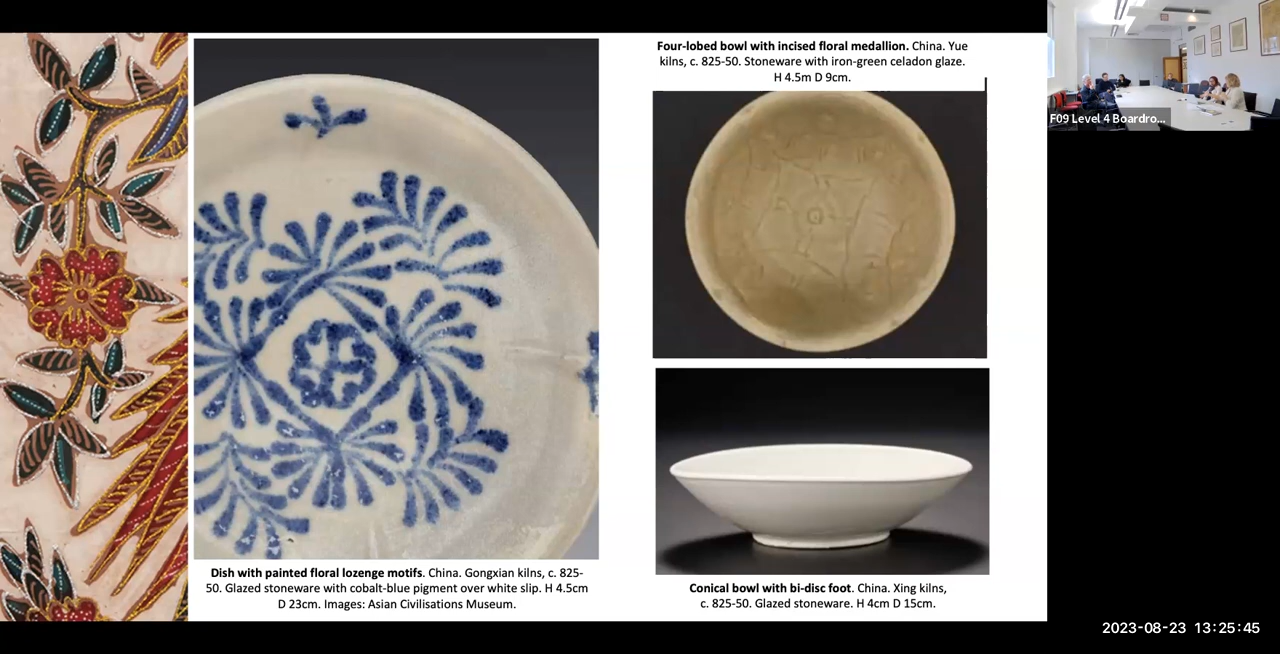 Four-lobed bowl with incised floral medallion. China. Yue
kilns, c. 825-50. Stoneware with iron-green celadon glaze.
H 4.5m D 9cm.
F09 Level 4 Boardro...
Dish with painted floral lozenge motifs. China. Gongxian kilns, c. 825-
50. Glazed stoneware with cobalt-blue pigment over white slip. H 4.5cm
D 23cm. Images: Asian Civilisations Museum.
Conical bowl with bi-disc foot. China. Xing kilns,
c. 825-50. Glazed stoneware. H 4cm D 15cm.
2023-08-23 13:25:45